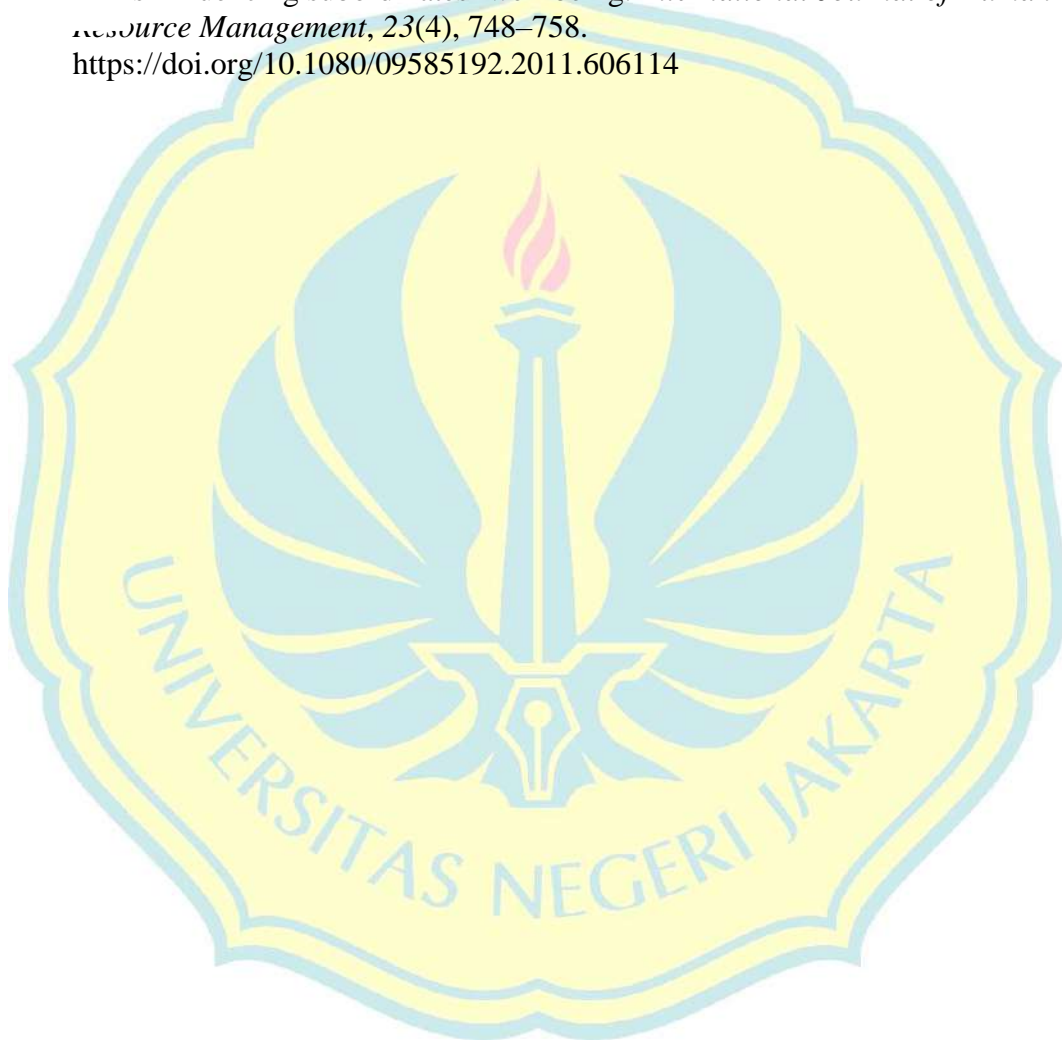 Resource Management, 23(4), 748–758.
https://doi.org/10.1080/09585192.2011.606114
UNIVERSITAS NEGERI JAKARTA